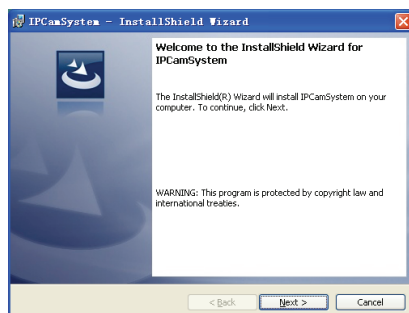 IPCamSystem - InstallShield Wizard
Welcome to the InstallShield Wizard for
IPCamSystem
The InstallShield(R) Wizard will install IPCamSystem on your
computer. To continue, click Next.
WARNING: This program is protected by copyright law and
international treaties.
< Back
Next >
Cancel